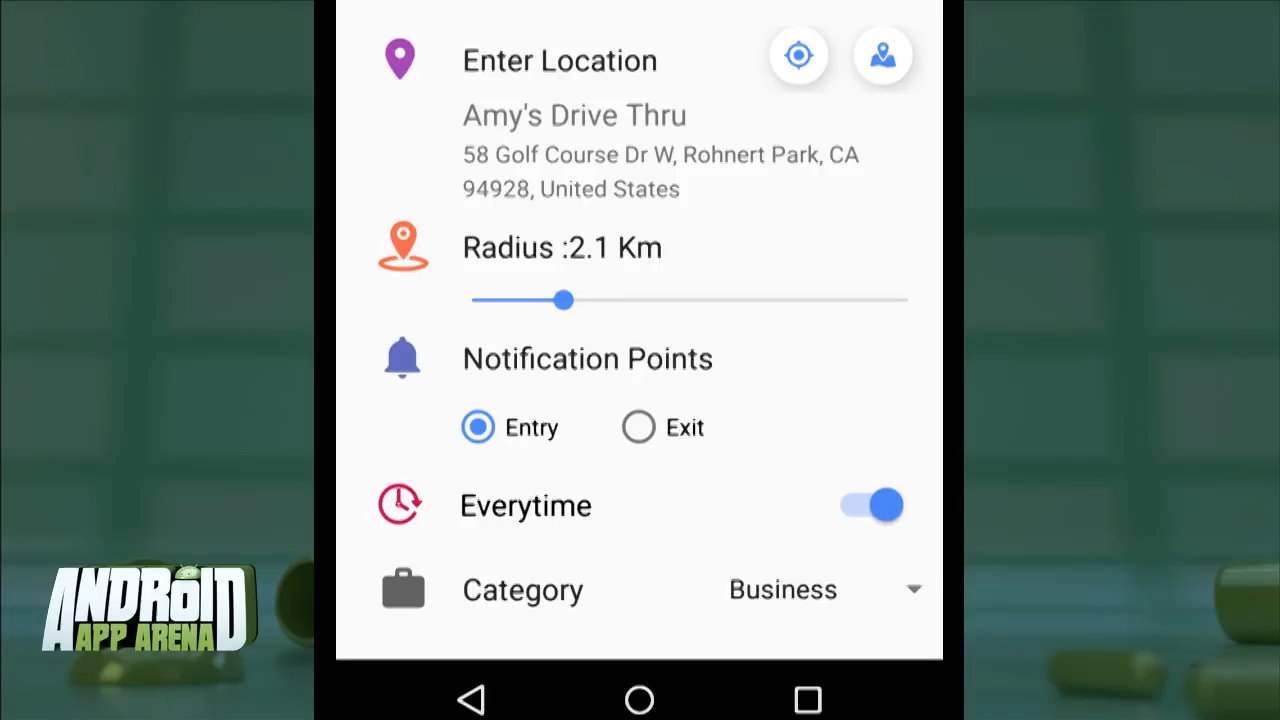 Enter Location
Amy's Drive Thru
58 Golf Course Dr W, Rohnert Park, CA
94928, United States
Radius :2.1 Km
Notification Points
Entry
Exit
Everytime
Category
Business
ANDROID
APP ARENA